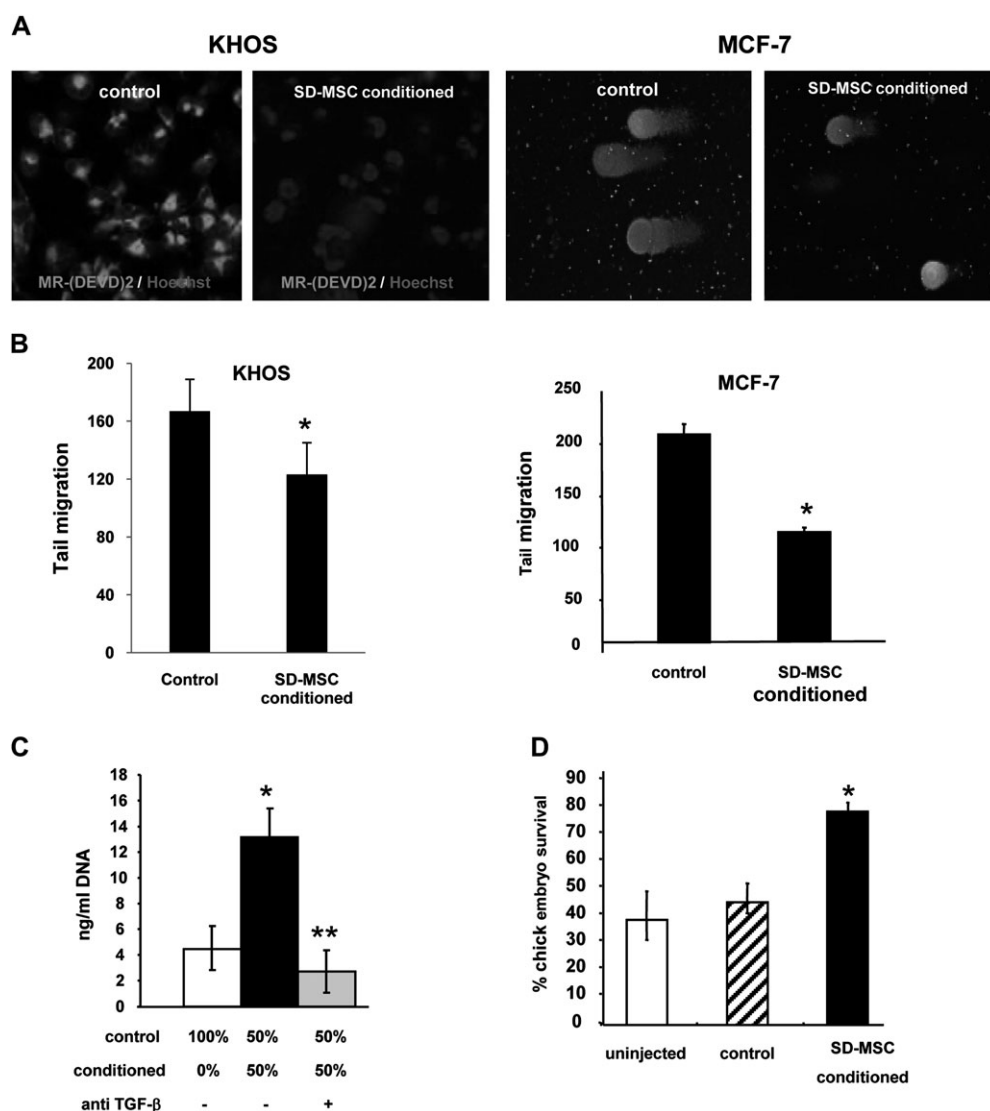 A
KHOS
MCF-7
control
SD-MSC conditioned
control
SD-MSC conditioned
MR-(DEVD)2 / Hoechst
MR-(DEVD)2 / Hoechst
B
KHOS
Tail migration
200
160
120
80
40
0
*
Control
SD-MSC
conditioned
MCF-7
Tail migration
250
200
150
100
50
0
*
control
SD-MSC
conditioned
C
ng/ml DNA
18
16
14
12
10
8
6
4
2
0
*
**
control 100% 50% 50%
conditioned 0% 50% 50%
anti TGF-β - - +
D
% chick embryo survival
90
80
70
60
50
40
30
20
10
0
*
uninjected
control
SD-MSC
conditioned